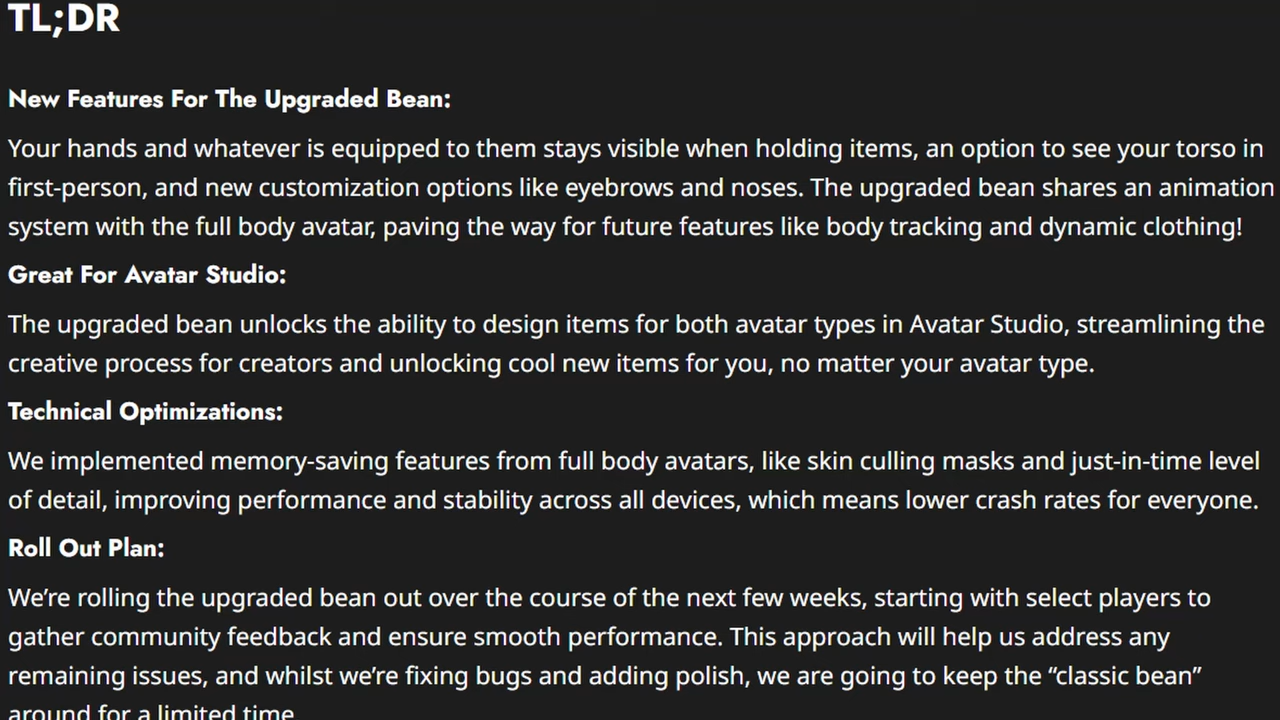 TL;DR
New Features For The Upgraded Bean:
Your hands and whatever is equipped to them stays visible when holding items, an option to see your torso in
first-person, and new customization options like eyebrows and noses. The upgraded bean shares an animation
system with the full body avatar, paving the way for future features like body tracking and dynamic clothing!
Great For Avatar Studio:
The upgraded bean unlocks the ability to design items for both avatar types in Avatar Studio, streamlining the
creative process for creators and unlocking cool new items for you, no matter your avatar type.
Technical Optimizations:
We implemented memory-saving features from full body avatars, like skin culling masks and just-in-time level
of detail, improving performance and stability across all devices, which means lower crash rates for everyone.
Roll Out Plan:
We’re rolling the upgraded bean out over the course of the next few weeks, starting with select players to
gather community feedback and ensure smooth performance. This approach will help us address any
remaining issues, and whilst we’re fixing bugs and adding polish, we are going to keep the “classic bean”
around for a limited time